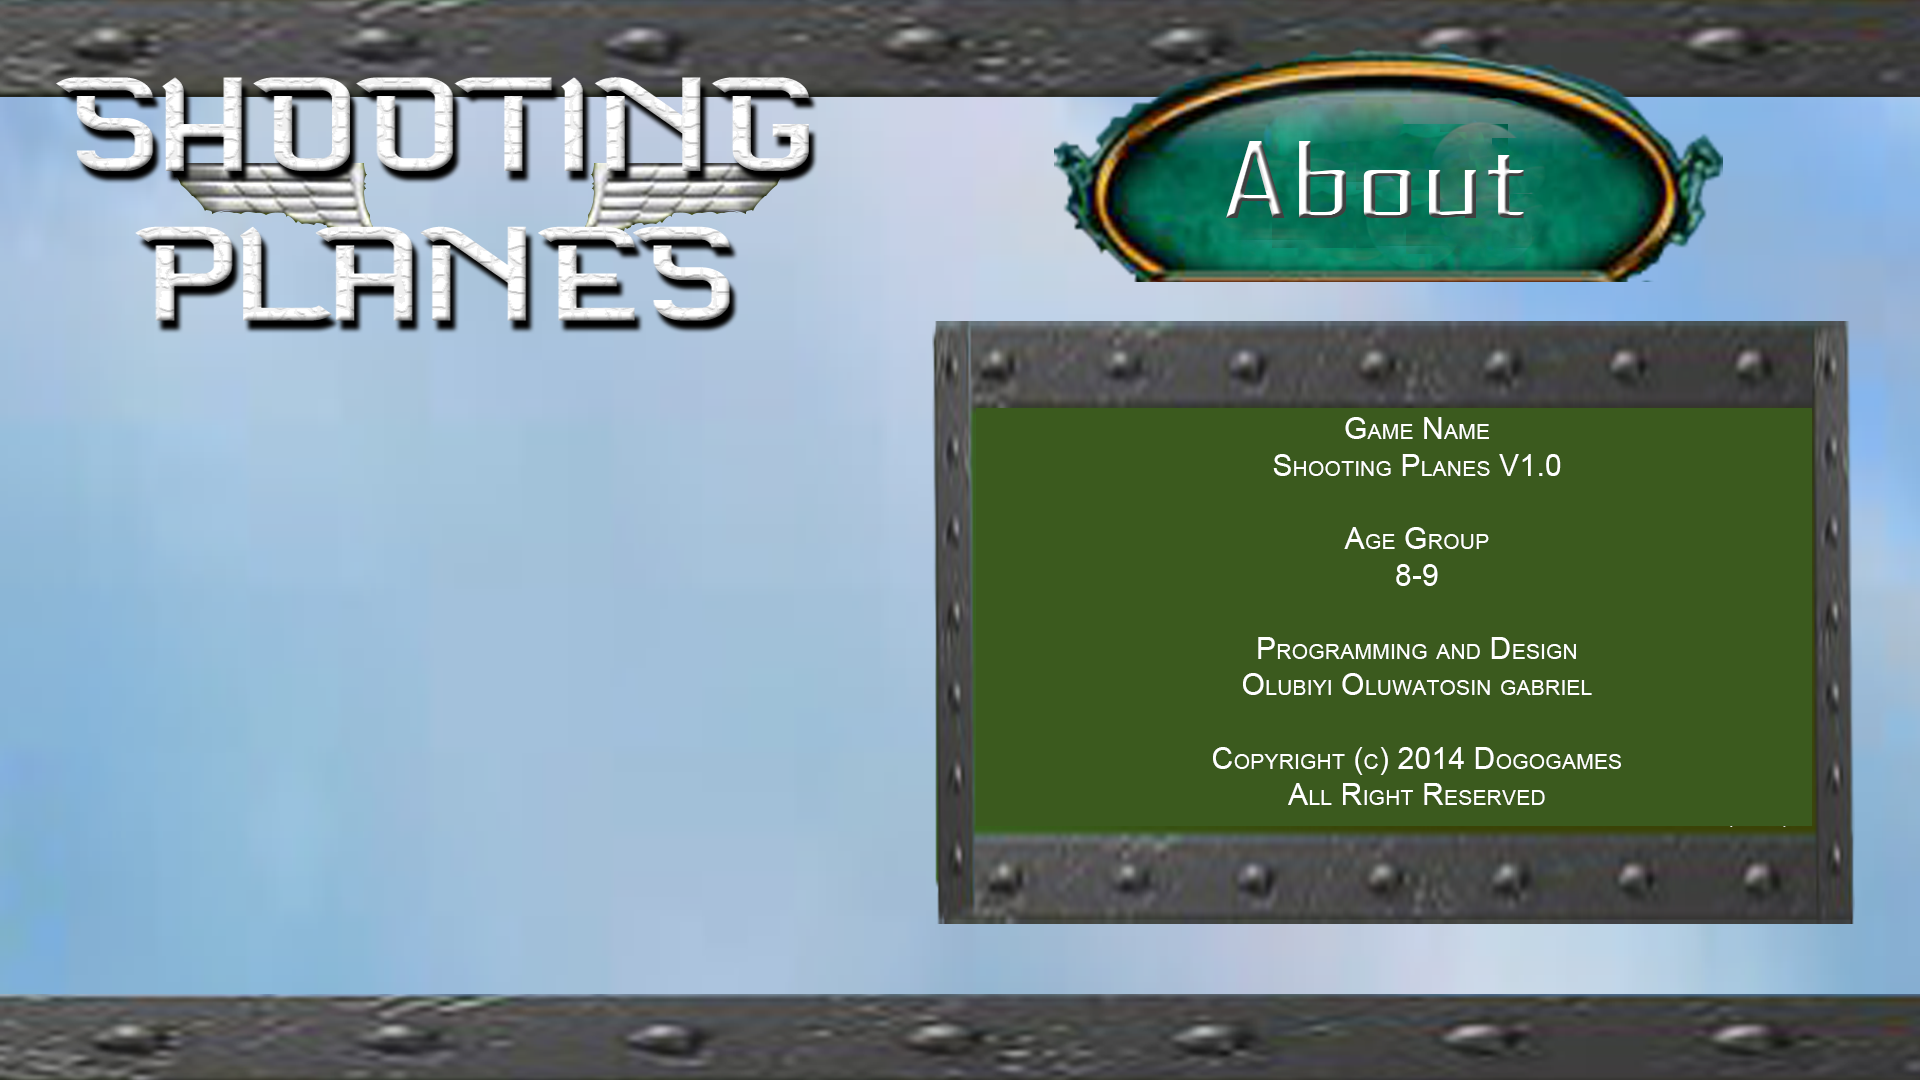 SHOOTING
PLANES
About
Game Name
Shooting Planes V1.0
Age Group
8-9
Programming and Design
Olubiyi Oluwatosin gabriel
Copyright (c) 2014 Dogogames
All Right Reserved